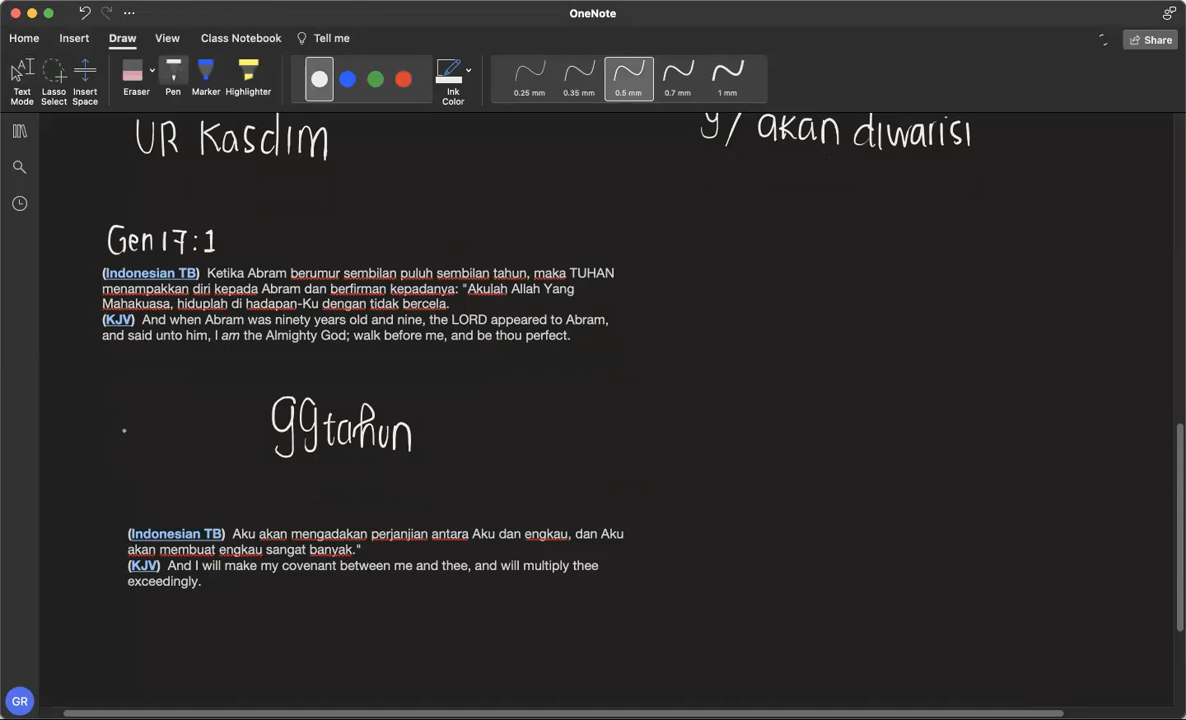 OneNote
Home Insert Draw View Class Notebook Tell me
Share
Text Mode
Lasso Select
Insert Space
Eraser
Pen
Marker
Highlighter
Ink Color
0.25 mm
0.35 mm
0.5 mm
0.7 mm
1 mm
UR Kasdim
y/ akan diwarisi
Gen 17:1
(Indonesian TB) Ketika Abram berumur sembilan puluh sembilan tahun, maka TUHAN
menampakkan diri kepada Abram dan berfirman kepadanya: "Akulah Allah Yang
Mahakuasa, hiduplah di hadapan-Ku dengan tidak bercela.
(KJV) And when Abram was ninety years old and nine, the LORD appeared to Abram,
and said unto him, I am the Almighty God; walk before me, and be thou perfect.
99 tahun
(Indonesian TB) Aku akan mengadakan perjanjian antara Aku dan engkau, dan Aku
akan membuat engkau sangat banyak."
(KJV) And I will make my covenant between me and thee, and will multiply thee
exceedingly.
GR